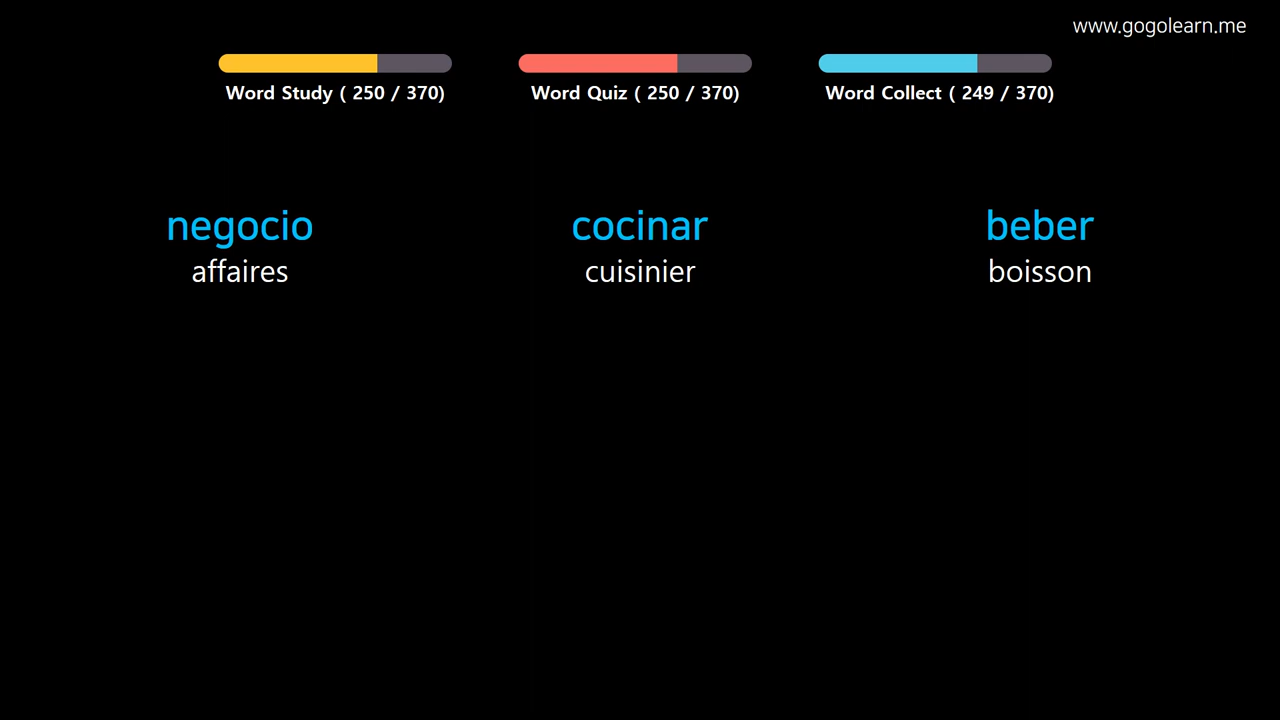 www.gogolearn.me
Word Study ( 250 / 370)
Word Quiz ( 250 / 370)
Word Collect ( 249 / 370)
negocio
affaires
cocinar
cuisinier
beber
boisson